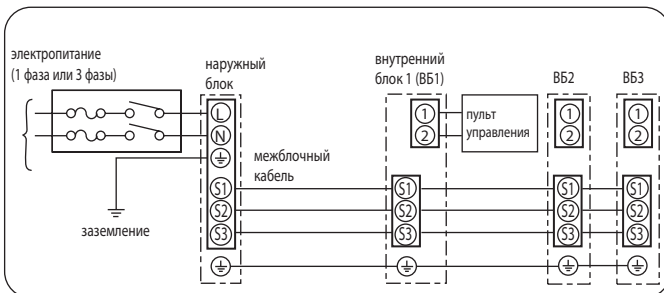 электропитание
(1 фаза или 3 фазы)
наружный
блок
внутренний
блок 1 (ВБ1)
ВБ2
ВБ3
L
N
1
2
пульт
управления
1
2
1
2
межблочный
кабель
заземление
S1
S2
S3
S1
S2
S3
S1
S2
S3
S1
S2
S3